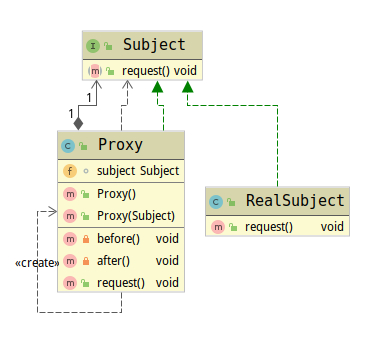 I Subject
m request() void
1
1
C Proxy
f subject Subject
m Proxy()
m Proxy(Subject)
m before() void
m after() void
m request() void
«create»
C RealSubject
m request() void